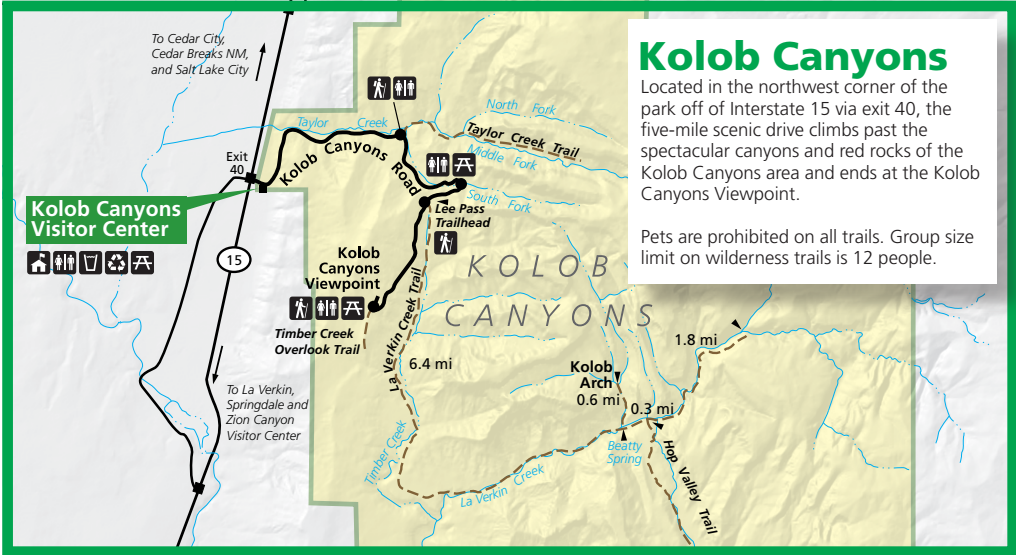 To Cedar City,
Cedar Breaks NM,
and Salt Lake City
Kolob Canyons
Located in the northwest corner of the
park off of Interstate 15 via exit 40, the
five-mile scenic drive climbs past the
spectacular canyons and red rocks of the
Kolob Canyons area and ends at the Kolob
Canyons Viewpoint.
Pets are prohibited on all trails. Group size
limit on wilderness trails is 12 people.
North Fork
Taylor Creek
Taylor Creek Trail
Middle Fork
Exit
40
Kolob Canyons Road
South Fork
Kolob Canyons
Visitor Center
Lee Pass
Trailhead
15
Kolob
Canyons
Viewpoint
KOLOB
CANYONS
Timber Creek
Overlook Trail
La Verkin Creek Trail
6.4 mi
1.8 mi
Kolob
Arch
0.6 mi
0.3 mi
To La Verkin,
Springdale and
Zion Canyon
Visitor Center
Timber Creek
Beatty
Spring
La Verkin Creek
Hop Valley Trail